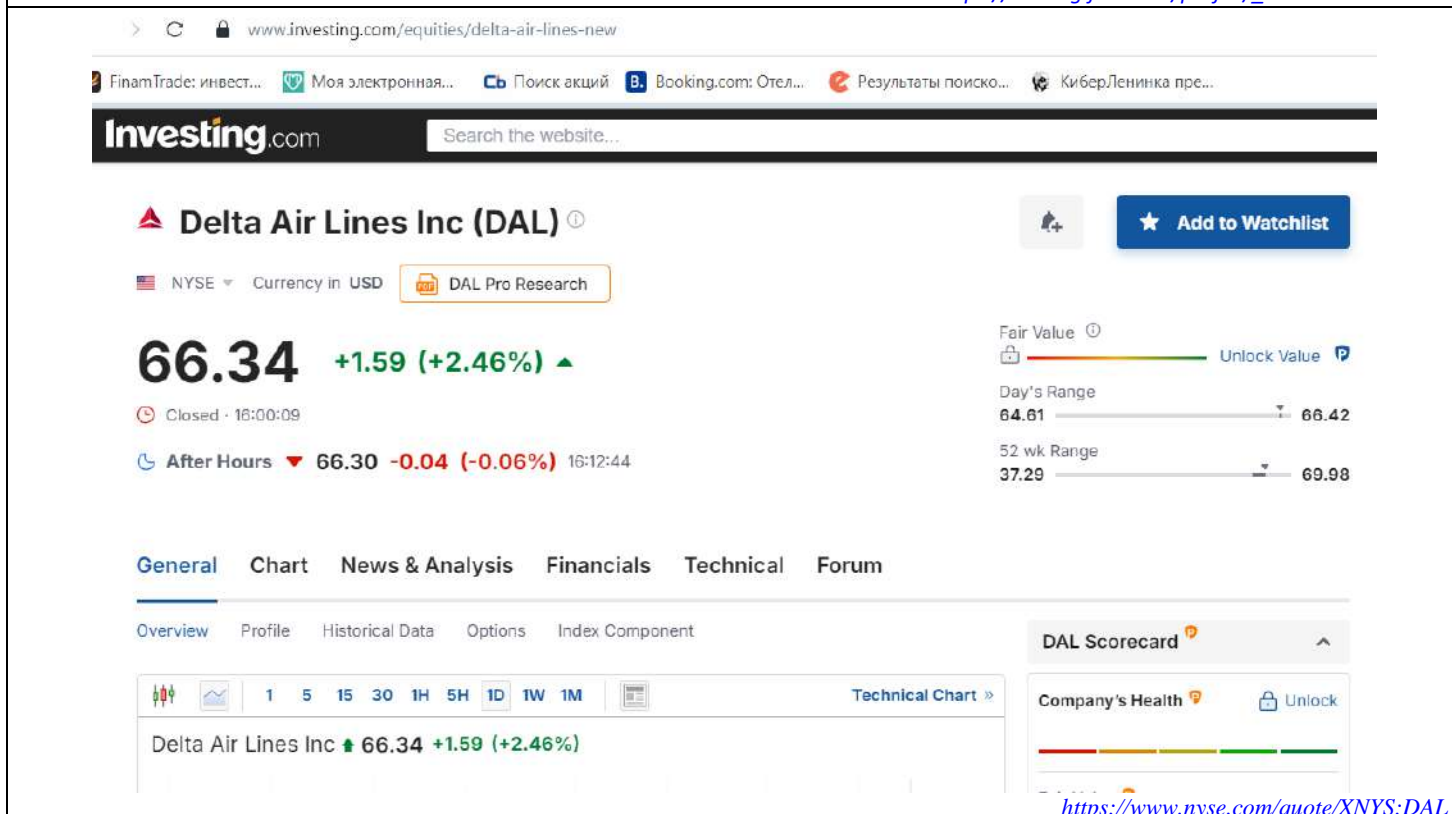 www.investing.com/equities/delta-air-lines-new
FinamTrade: инвест... Моя электронная... Сь Поиск акций B. Booking.com: Отел... Результаты поиско... КиберЛенинка пре...
Investing.com Search the website...
Delta Air Lines Inc (DAL)
Add to Watchlist
NYSE Currency in USD DAL Pro Research
66.34 +1.59 (+2.46%)
Fair Value
Unlock Value
Closed · 16:00:09
Day's Range
64.61 66.42
After Hours 66.30 -0.04 (-0.06%) 16:12:44
52 wk Range
37.29 69.98
General Chart News & Analysis Financials Technical Forum
Overview Profile Historical Data Options Index Component
DAL Scorecard
1 5 15 30 1H 5H 1D 1W 1M Technical Chart »
Company's Health Unlock
Delta Air Lines Inc 66.34 +1.59 (+2.46%)
https://www.nyse.com/quote/XNYS:DAL